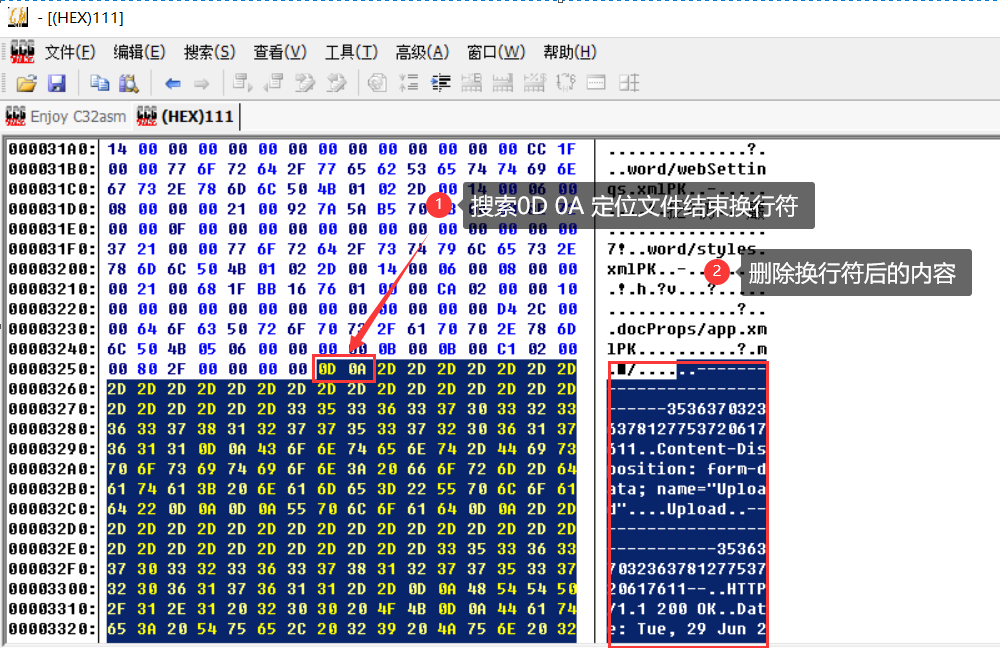 - [(HEX)111]
文件(F) 编辑(E) 搜索(S) 查看(V) 工具(T) 高级(A) 窗口(W) 帮助(H)
Enjoy C32asm (HEX)111
000031A0: 14 00 00 00 00 00 00 00 00 00 00 00 00 00 CC 1F ..............?.
000031B0: 00 00 77 6F 72 64 2F 77 65 62 53 65 74 74 69 6E ..word/webSettin
000031C0: 67 73 2E 78 6D 6C 50 4B 01 02 2D 00 14 00 06 00 gs.xmlPK..-.....
000031D0: 08 00 00 00 21 00 92 7A 5A B5 70
1 搜索0D 0A 定位文件结束换行符
000031E0: 00 00 0F 00 00 00 00 00 00 00 00 00 00 00 00 00 ................
000031F0: 37 21 00 00 77 6F 72 64 2F 73 74 79 6C 65 73 2E 7!..word/styles.
00003200: 78 6D 6C 50 4B 01 02 2D 00 14 00 06 00 08 00 00 xmlPK..-
2 删除换行符后的内容
00003210: 00 21 00 68 1F BB 16 76 01 00 00 CA 02 00 00 10 .!.h.?v...?.....
00003220: 00 00 00 00 00 00 00 00 00 00 00 00 00 D4 2C 00 .............?..
00003230: 00 64 6F 63 50 72 6F 70 73 2F 61 70 70 2E 78 6D .docProps/app.xm
00003240: 6C 50 4B 05 06 00 00 00 00 0B 00 0B 00 C1 02 00 lPK..........?.m
00003250: 00 80 2F 00 00 00 00 0D 0A 2D 2D 2D 2D 2D 2D 2D
00003260: 2D 2D 2D 2D 2D 2D 2D 2D 2D 2D 2D 2D 2D 2D 2D 2D ----------------
00003270: 2D 2D 2D 2D 2D 2D 33 35 33 36 33 37 30 33 32 33 ------3536370323
00003280: 36 33 37 38 31 32 37 37 35 33 37 32 30 36 31 37 6378127753720617
00003290: 36 31 31 0D 0A 43 6F 6E 74 65 6E 74 2D 44 69 73 611..Content-Dis
000032A0: 70 6F 73 69 74 69 6F 6E 3A 20 66 6F 72 6D 2D 64 position: form-d
000032B0: 61 74 61 3B 20 6E 61 6D 65 3D 22 55 70 6C 6F 61 ata; name="Uploa
000032C0: 64 22 0D 0A 0D 0A 55 70 6C 6F 61 64 0D 0A 2D 2D d"....Upload..--
000032D0: 2D 2D 2D 2D 2D 2D 2D 2D 2D 2D 2D 2D 2D 2D 2D 2D ----------------
000032E0: 2D 2D 2D 2D 2D 2D 2D 2D 2D 2D 2D 33 35 33 36 33 -----------35363
000032F0: 37 30 33 32 33 36 33 37 38 31 32 37 37 35 33 37 7032363781277537
00003300: 32 30 36 31 37 36 31 31 2D 2D 0D 0A 48 54 54 50 20617611--..HTTP
00003310: 2F 31 2E 31 20 32 30 30 20 4F 4B 0D 0A 44 61 74 /1.1 200 OK..Dat
00003320: 65 3A 20 54 75 65 2C 20 32 39 20 4A 75 6E 20 32 e: Tue, 29 Jun 2